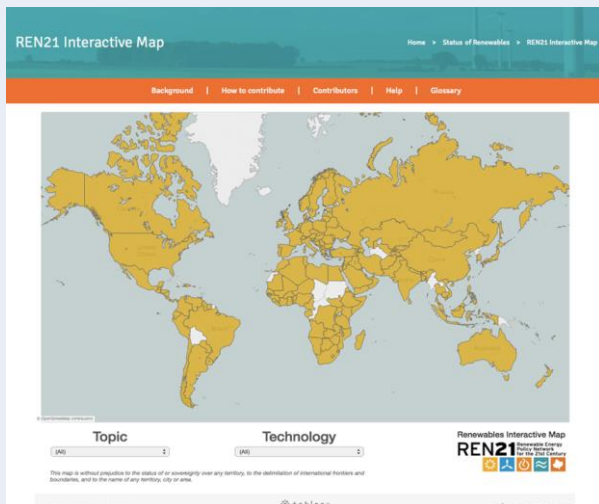 REN21 Interactive Map
Home > Status of Renewables > REN21 Interactive Map
Background | How to contribute | Contributors | Help | Glossary
Topic
Technology
(All)
(All)
Renewables Interactive Map
REN21 Renewable Energy
Policy Network
for the 21st Century
This map is without prejudice to the status of or sovereignty over any territory, to the delimitation of international frontiers and
boundaries, and to the name of any territory, city or area.